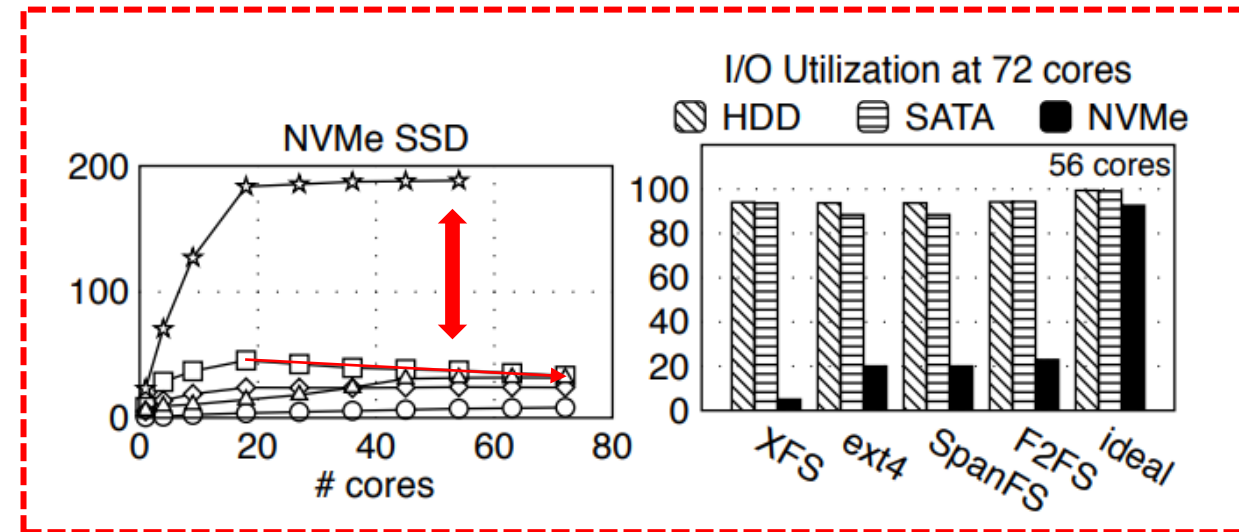 NVMe SSD
200
100
0
0 20 40 60 80
# cores
I/O Utilization at 72 cores
HDD SATA NVMe
56 cores
100
80
60
40
20
0
XFS ext4 SpanFS F2FS ideal